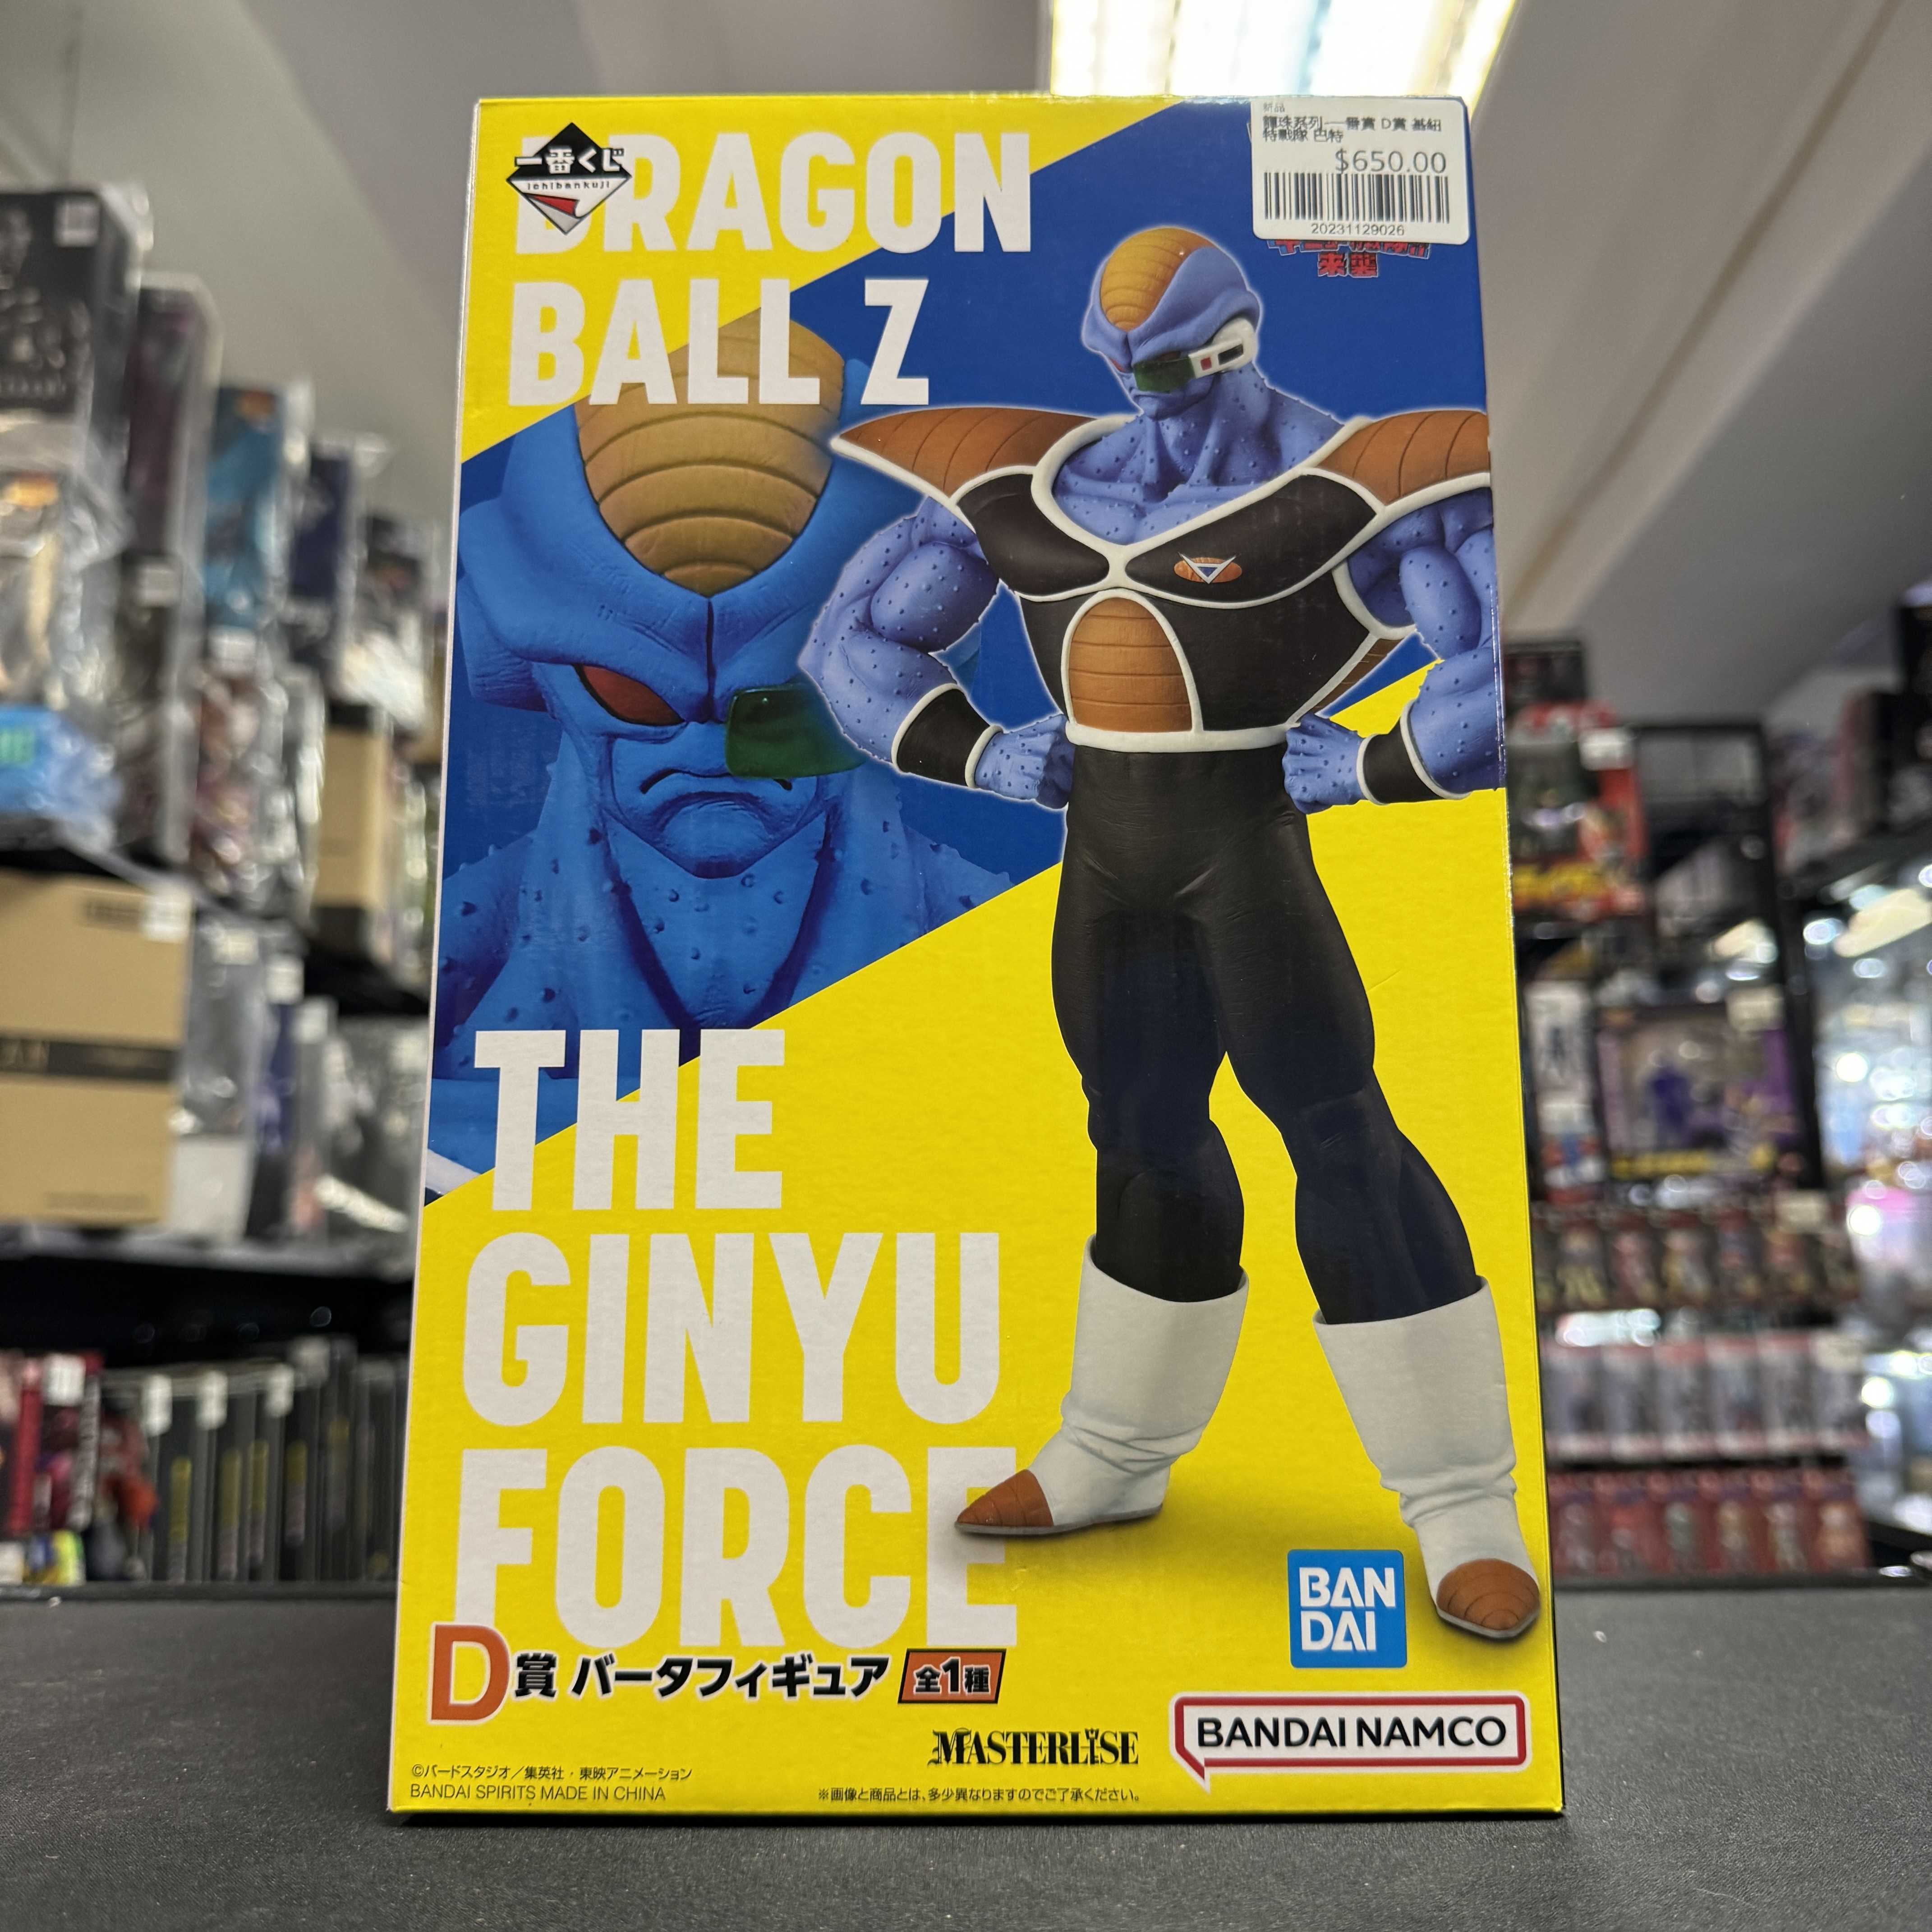 一番くじ
ichibankuji
DRAGON
BALL Z
新品
龍珠系列-一番賞 D賞 基紐
特戰隊 巴特
$650.00
20231129026
来襲
THE
GINYU
FORCE
D賞 バータフィギュア 全1種
BAN
DAI
MASTERLISE
BANDAI NAMCO
©バードスタジオ/集英社・東映アニメーション
BANDAI SPIRITS MADE IN CHINA
※画像と商品とは、多少異なりますのでご了承ください。